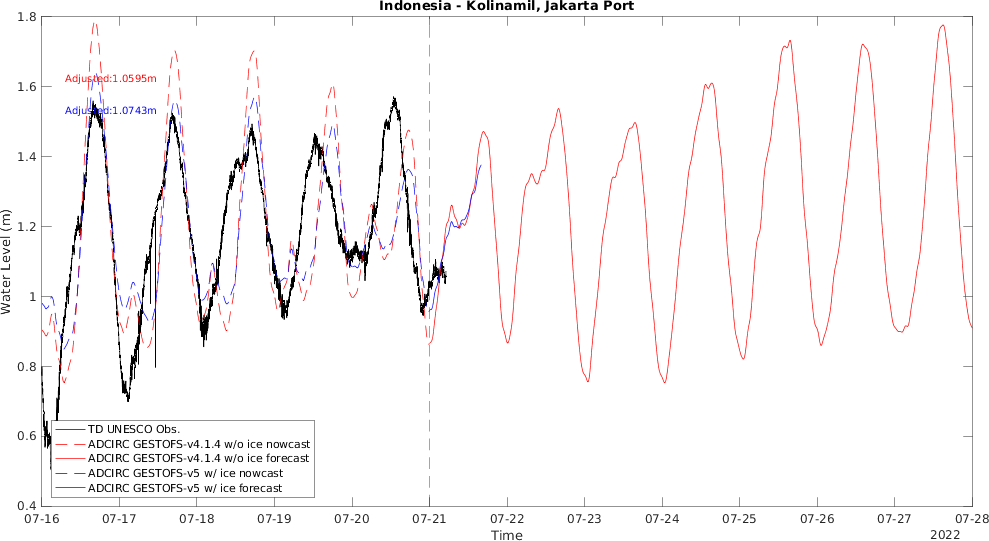 Indonesia - Kolinamil, Jakarta Port
1.8
1.6
1.4
1.2
1
0.8
0.6
0.4
Water Level (m)
Adjusted:1.0595m
Adjusted:1.0743m
TD UNESCO Obs.
ADCIRC GESTOFS-v4.1.4 w/o ice nowcast
ADCIRC GESTOFS-v4.1.4 w/o ice forecast
ADCIRC GESTOFS-v5 w/ ice nowcast
ADCIRC GESTOFS-v5 w/ ice forecast
07-16 07-17 07-18 07-19 07-20 07-21 07-22 07-23 07-24 07-25 07-26 07-27 07-28
Time
2022